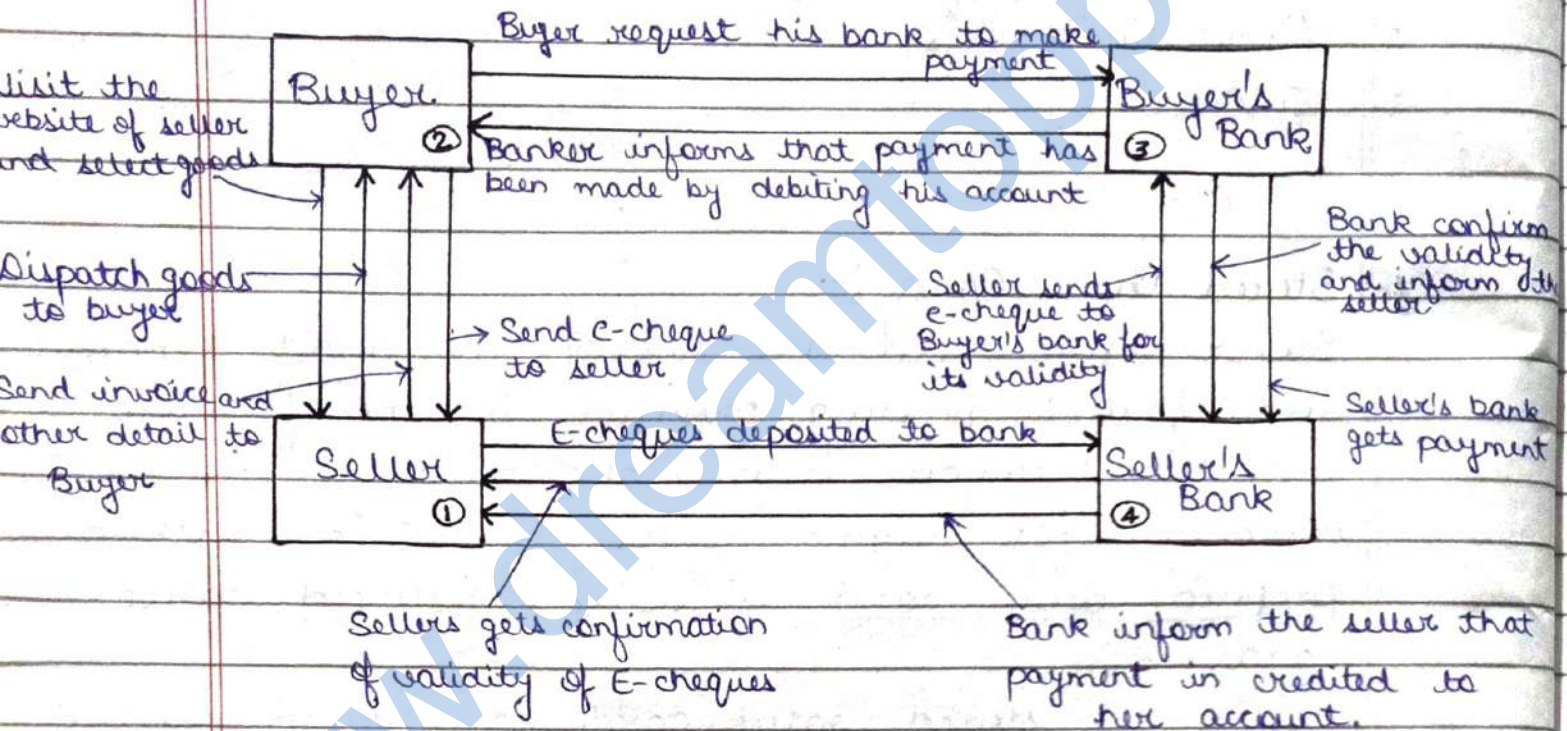 Buyer request his bank to make
payment
Buyer.
②
Buyer's
Bank
③
Banker informs that payment has
been made by debiting his account
the
of seller
and select goods
Dispatch goods
to buyer
Send invoice and
other detail to
Buyer
Send e-cheque
to seller
Seller sends
e-cheque to
Buyer's bank for
its validity
Bank confirm
the validity
and inform
seller
Seller's bank
gets payment
Seller
①
E-cheques deposited to bank
Seller's
Bank
④
Sellers gets confirmation
of validity of E-cheques
Bank inform the seller that
payment in credited to
her account.
w.dreamtopp